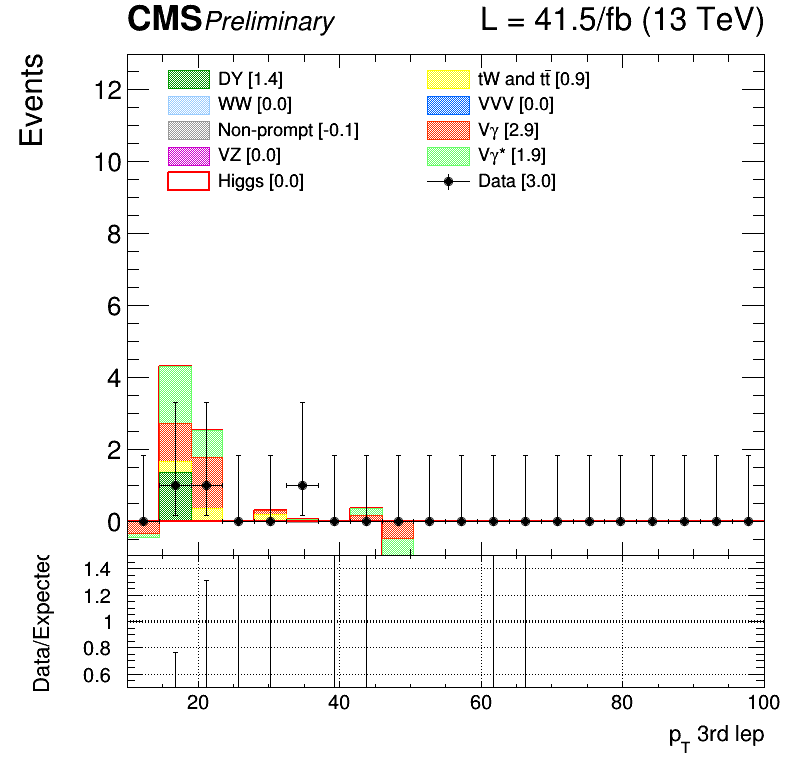 CMS Preliminary L = 41.5/fb (13 TeV)
Events
DY [1.4]
WW [0.0]
Non-prompt [-0.1]
VZ [0.0]
Higgs [0.0]
tW and tt̄ [0.9]
VVV [0.0]
Vγ [2.9]
Vγ* [1.9]
Data [3.0]
12
10
8
6
4
2
0
Data/Expected
1.4
1.2
1
0.8
0.6
20 40 60 80 100
p_T 3rd lep